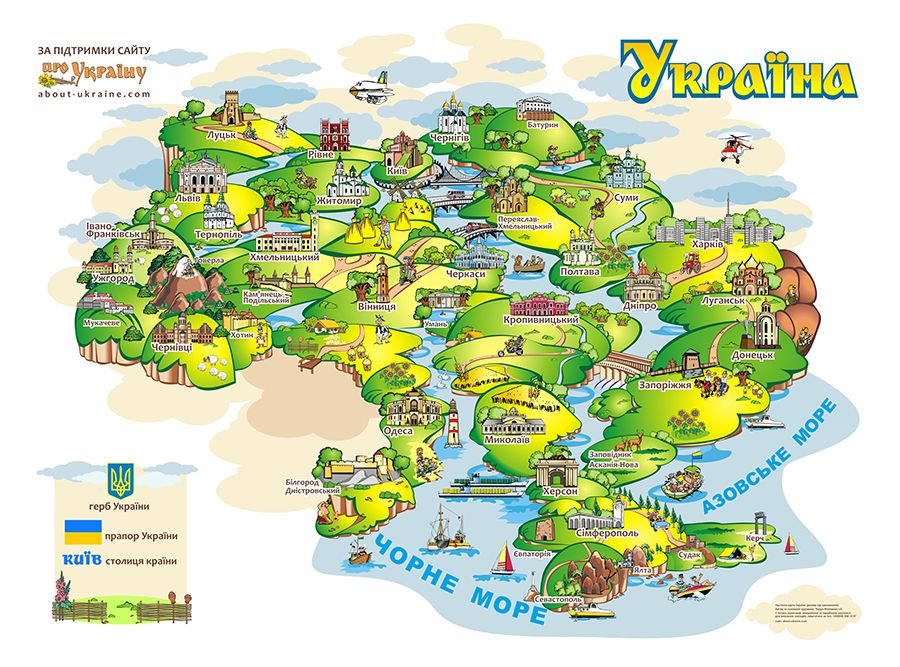 ЗА ПІДТРИМКИ САЙТУ
про Україну
about-ukraine.com
Україна
Луцьк
Рівне
Київ
Чернігів
Батурин
Львів
Житомир
Суми
Тернопіль
Переяслав-
Хмельницький
Івано-
Франківськ
Харків
Хмельницький
Говерла
Черкаси
Полтава
Ужгород
Кам'янець-
Подільський
Вінниця
Дніпро
Луганськ
Мукачеве
Умань
Кропивницький
Чернівці
Хотин
Донецьк
Запоріжжя
Одеса
Миколаїв
Заповідник
Асканія-Нова
АЗОВСЬКЕ МОРЕ
Білгород
Дністровський
Херсон
герб України
прапор України
київ столиця країни
Сімферополь
Керч
ЧОРНЕ МОРЕ
Євпаторія
Судак
Ялта
Севастополь